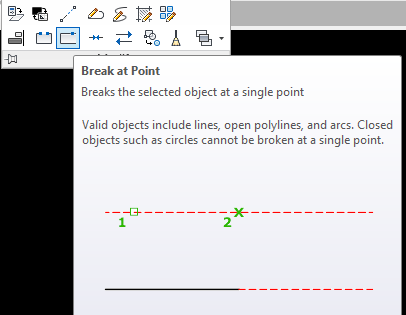 Break at Point
Breaks the selected object at a single point
Valid objects include lines, open polylines, and arcs. Closed
objects such as circles cannot be broken at a single point.
1
2